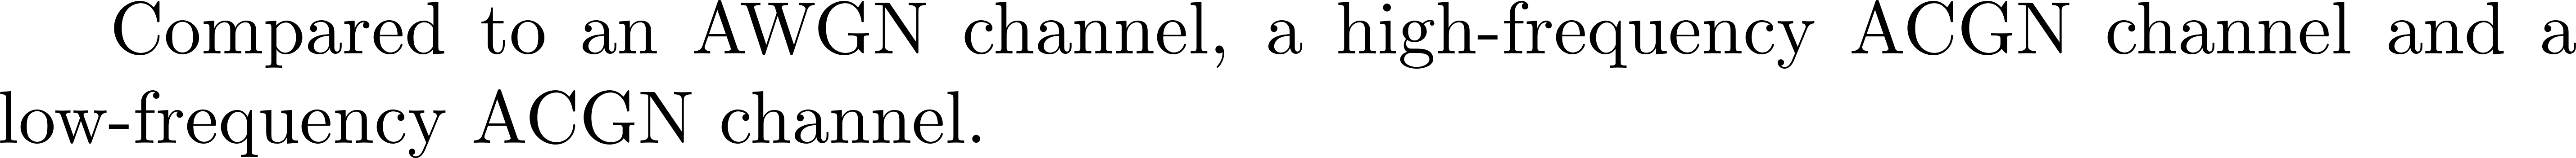 Compared to an AWGN channel, a high-frequency ACGN channel and a
low-frequency ACGN channel.